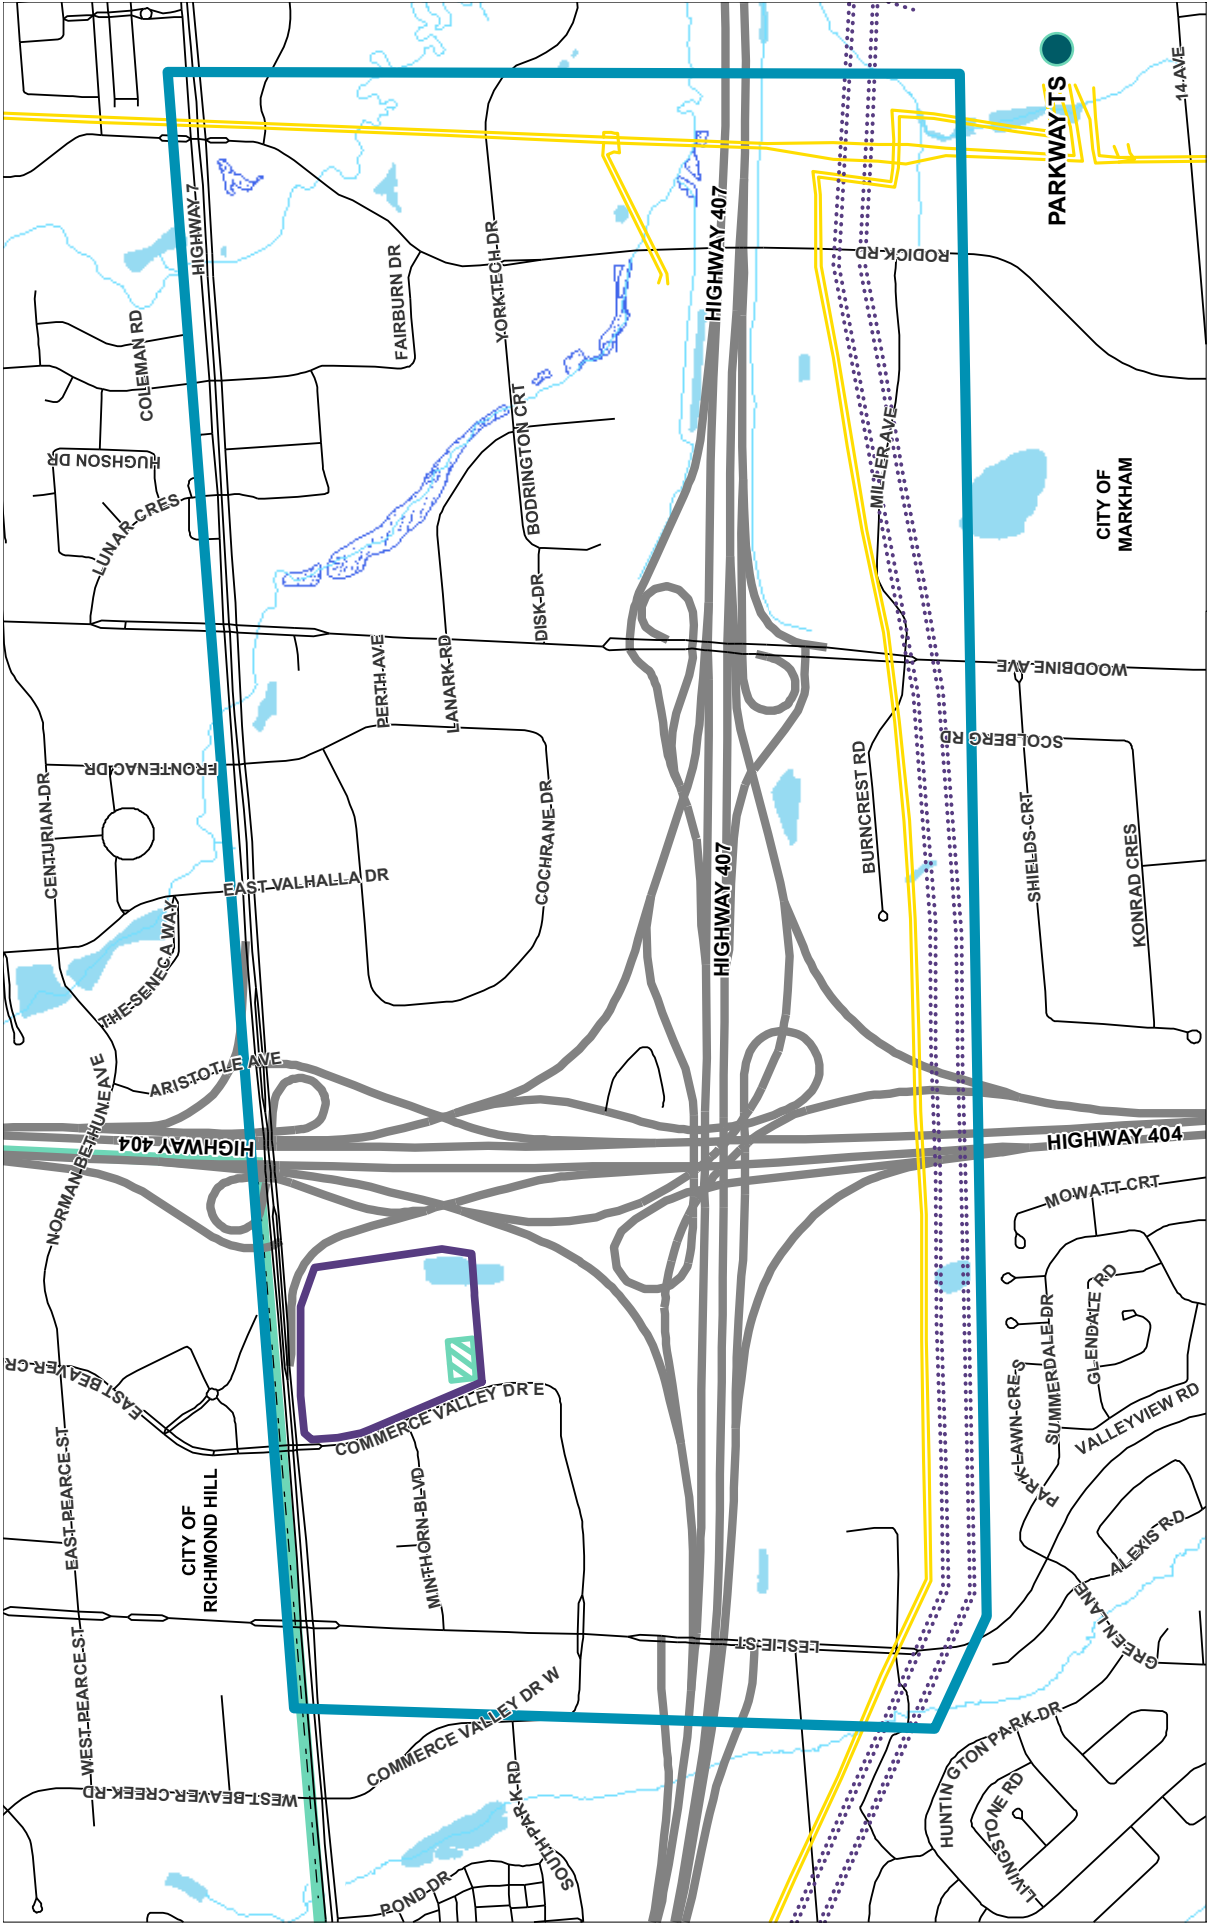 14 AVE
PARKWAY TS
HIGHWAY 7
HIGHWAY 407
RODICK RD
YORKTECH DR
FAIRBURN DR
COLEMAN RD
BODRINGTON CRT
HUGHSON DR
LUNAR CRES
MILLER AVE
CITY OF
MARKHAM
DISK DR
PERTH AVE
LANARK RD
WOODBINE AVE
SCOLBERG RD
FRONTENAC DR
CENTURIAN DR
COCHRANE DR
BURNCREST RD
SHIELDS CRT
KONRAD CRES
EAST VALHALLA DR
HIGHWAY 407
THE SENECA WAY
ARISTOTLE AVE
NORMAN BETHUNE AVE
HIGHWAY 404
HIGHWAY 404
MOWATT CRT
GLENDALE RD
SUMMERDALE DR
PARK LAWN CRES
VALLEYVIEW RD
EAST BEAVER CR
COMMERCE VALLEY DR E
EAST PEARCE ST
CITY OF
RICHMOND HILL
MINTHORN BLVD
ALEXIS RD
GREEN LANE
LESLIE ST
WEST PEARCE ST
COMMERCE VALLEY DR W
WEST BEAVER CREEK RD
SOUTH PARK RD
HUNTINGTON PARK DR
LIVINGSTONE RD
POND DR